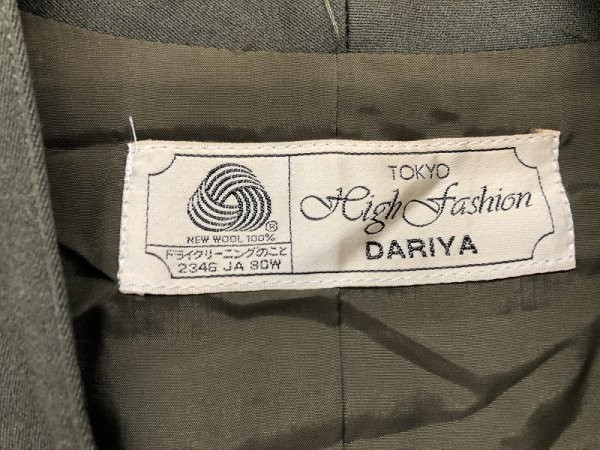 ®
NEW WOOL 100%
ドライクリーニングのこと
2346 JA 80W
TOKYO
High Fashion
DARIYA